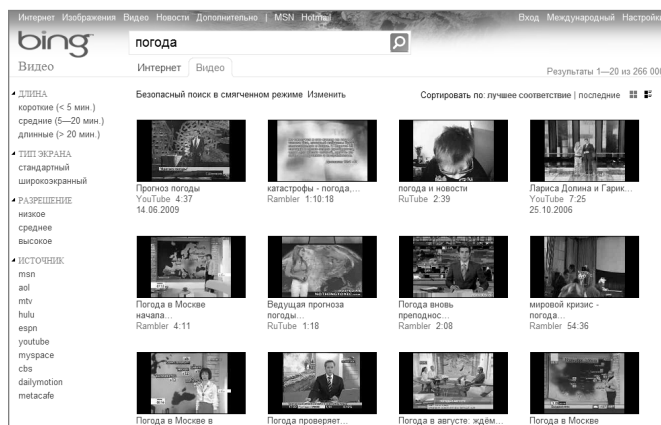 Интернет Изображения Видео Новости Дополнительно | MSN Hotmail
Вход Международный Настройк
bing
погода
Видео
Интернет Видео
Результаты 1—20 из 266 000
Безопасный поиск в смягченном режиме Изменить
Сортировать по: лучшее соответствие | последние
ДЛИНА
короткие (< 5 мин.)
средние (5—20 мин.)
длинные (> 20 мин.)
ТИП ЭКРАНА
стандартный
широкоэкранный
РАЗРЕШЕНИЕ
низкое
среднее
высокое
ИСТОЧНИК
msn
aol
mtv
hulu
espn
youtube
myspace
cbs
dailymotion
metacafe
Прогноз погоды
YouTube 4:37
14.06.2009
катастрофы - погода,...
Rambler 1:10:18
погода и новости
RuTube 2:39
Лариса Долина и Гарик...
YouTube 7:25
25.10.2006
Погода в Москве
начала...
Rambler 4:11
Ведущая прогноза
погоды...
RuTube 1:18
Погода вновь
преподнос...
Rambler 2:08
мировой кризис -
погода...
Rambler 54:36
Погода в Москве в
Погода проверяет...
Погода в августе: ждём...
Погода в Москве